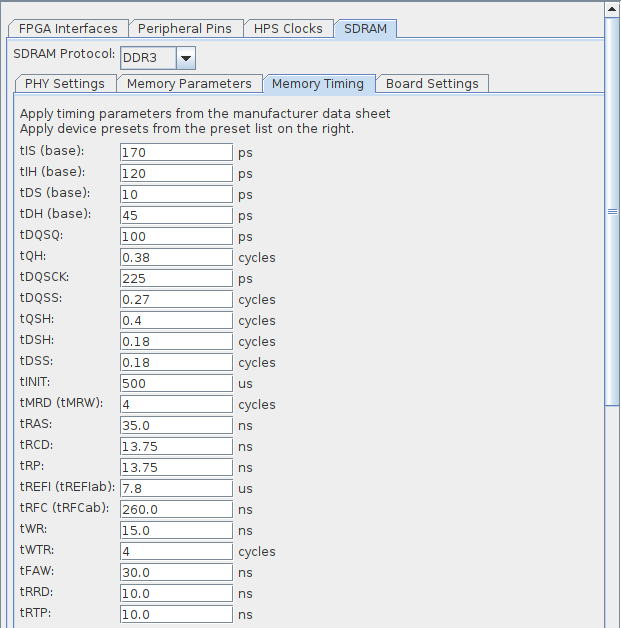 FPGA Interfaces Peripheral Pins HPS Clocks SDRAM
SDRAM Protocol: DDR3
PHY Settings Memory Parameters Memory Timing Board Settings
Apply timing parameters from the manufacturer data sheet
Apply device presets from the preset list on the right.
tIS (base): 170 ps
tIH (base): 120 ps
tDS (base): 10 ps
tDH (base): 45 ps
tDQSQ: 100 ps
tQH: 0.38 cycles
tDQSCK: 225 ps
tDQSS: 0.27 cycles
tQSH: 0.4 cycles
tDSH: 0.18 cycles
tDSS: 0.18 cycles
tINIT: 500 us
tMRD (tMRW): 4 cycles
tRAS: 35.0 ns
tRCD: 13.75 ns
tRP: 13.75 ns
tREFI (tREFIab): 7.8 us
tRFC (tRFCab): 260.0 ns
tWR: 15.0 ns
tWTR: 4 cycles
tFAW: 30.0 ns
tRRD: 10.0 ns
tRTP: 10.0 ns